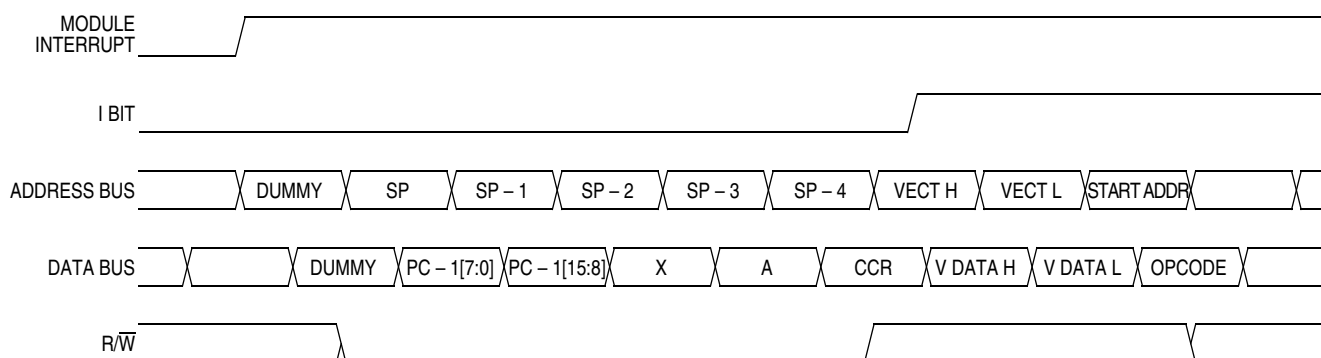 MODULE
INTERRUPT
I BIT
ADDRESS BUS DUMMY SP SP – 1 SP – 2 SP – 3 SP – 4 VECT H VECT L START ADDR
DATA BUS DUMMY PC – 1[7:0] PC – 1[15:8] X A CCR V DATA H V DATA L OPCODE
R/W̅